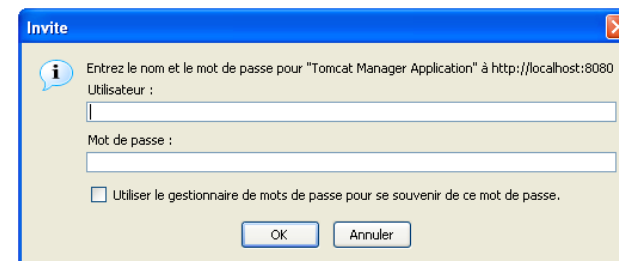 Invite
Entrez le nom et le mot de passe pour "Tomcat Manager Application" à http://localhost:8080
Utilisateur :
Mot de passe :
Utiliser le gestionnaire de mots de passe pour se souvenir de ce mot de passe.
OK
Annuler